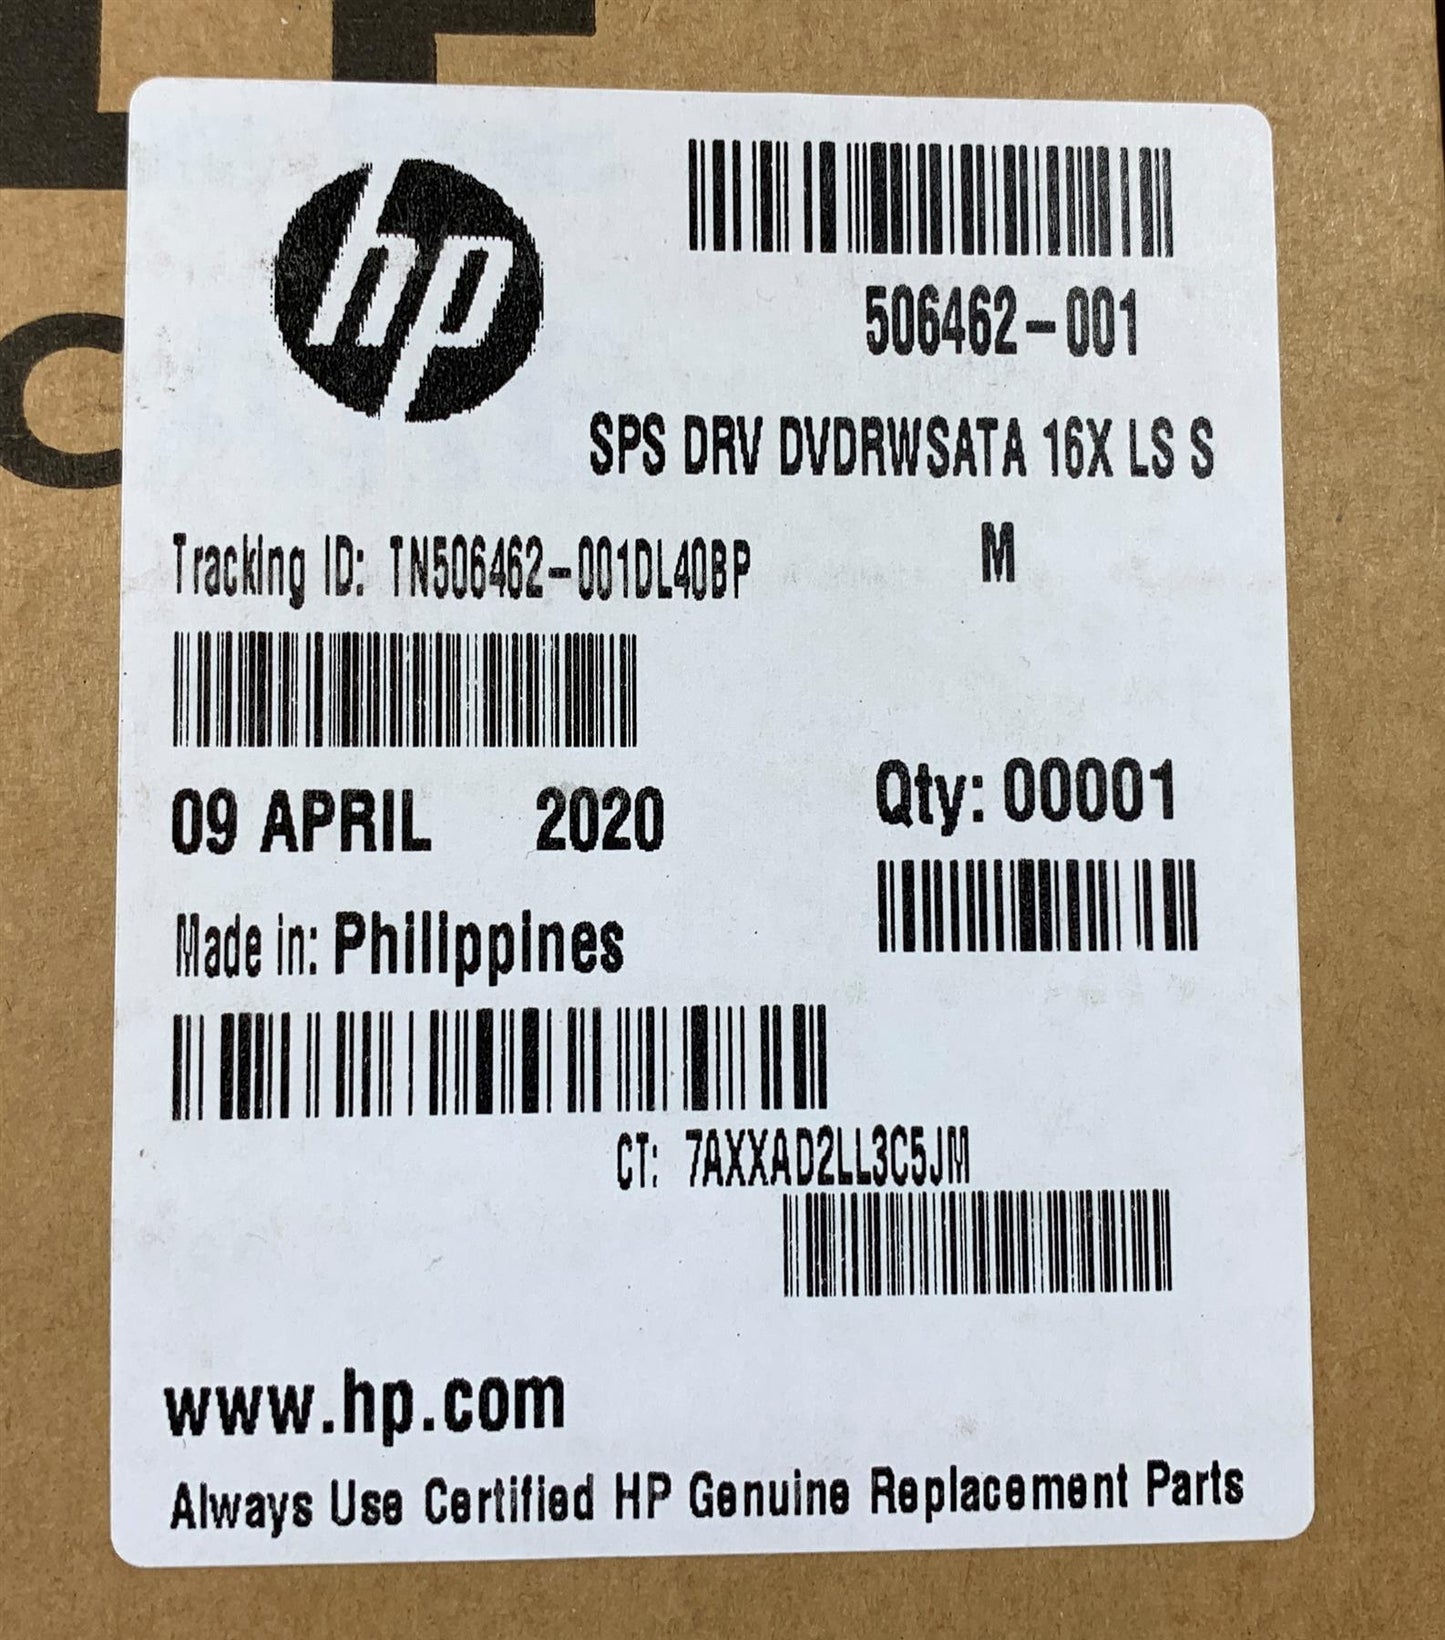 hp
506462-001
SPS DRV DVDRWSATA 16X LS S
M
Tracking ID: TN506462-001DL40BP
09 APRIL 2020
Qty: 00001
Made in: Philippines
CT: 7AXXAD2LL3C5JM
www.hp.com
Always Use Certified HP Genuine Replacement Parts